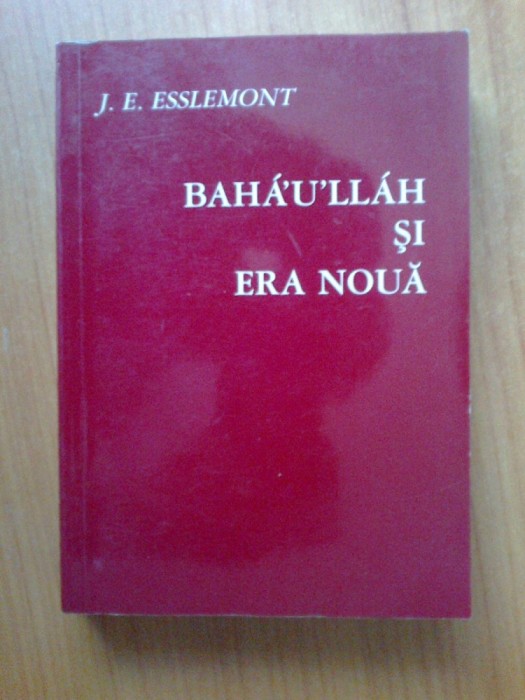 J. E. ESSLEMONT
BAHÁ'U'LLÁH
ŞI
ERA NOUĂ